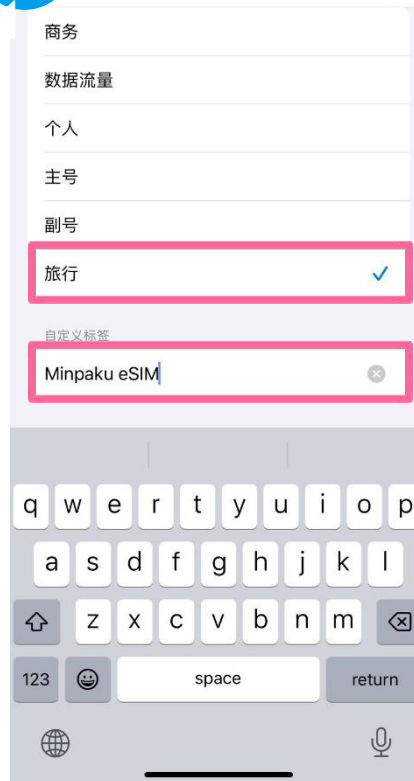 商务
数据流量
个人
主号
副号
旅行
自定义标签
Minpaku eSIM
q w e r t y u i o p
a s d f g h j k l
z x c v b n m
123 space return